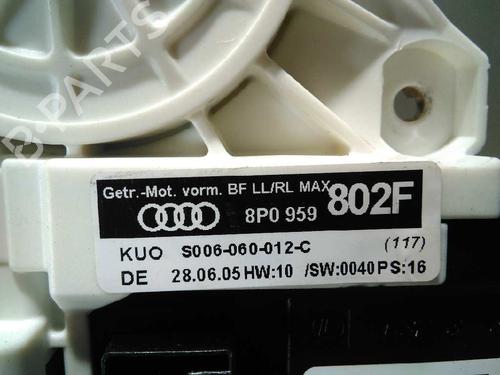 B-PARTS
Getr.-Mot. vorm. BF LL/RL MAX
8P0 959 802F
KUO S006-060-012-C (117)
DE 28.06.05 HW:10 /SW:0040 PS:16